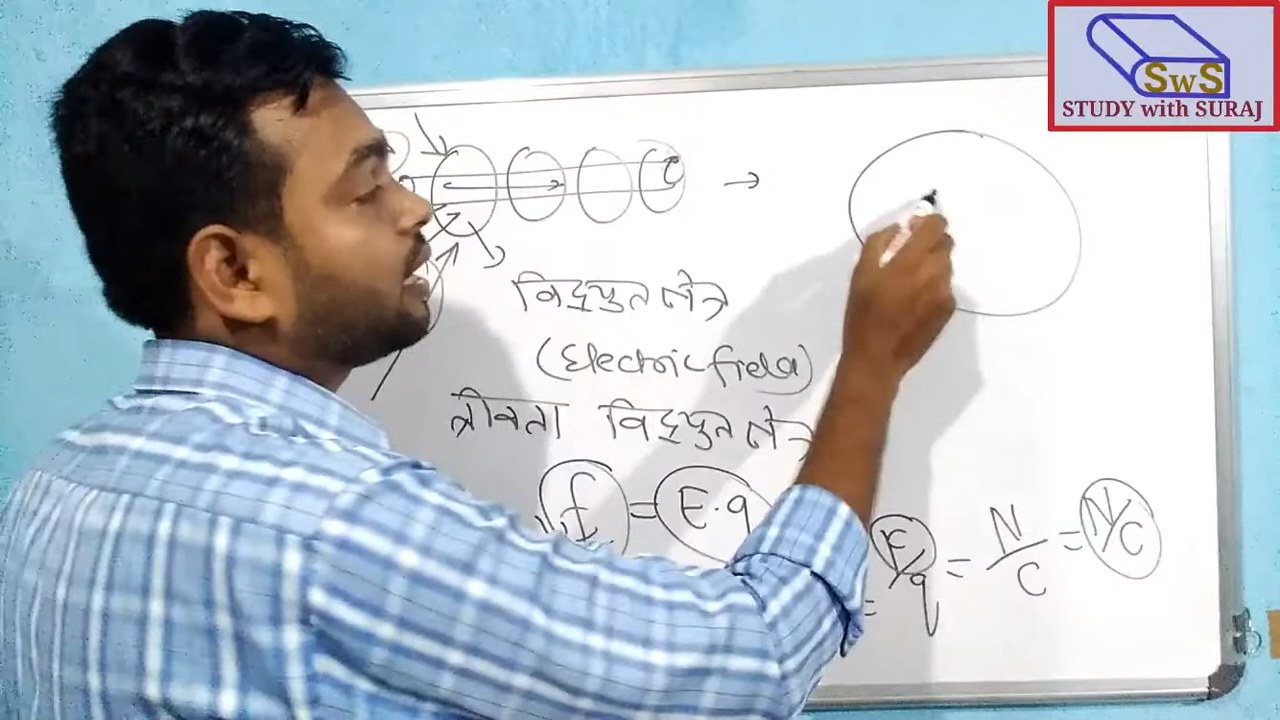 SwS
STUDY with SURAJ
e
→
विद्युत क्षेत्र
(Electric field)
तीव्रता विद्युत क्षेत्र
f = E.q
= F/q = N/C = N/C